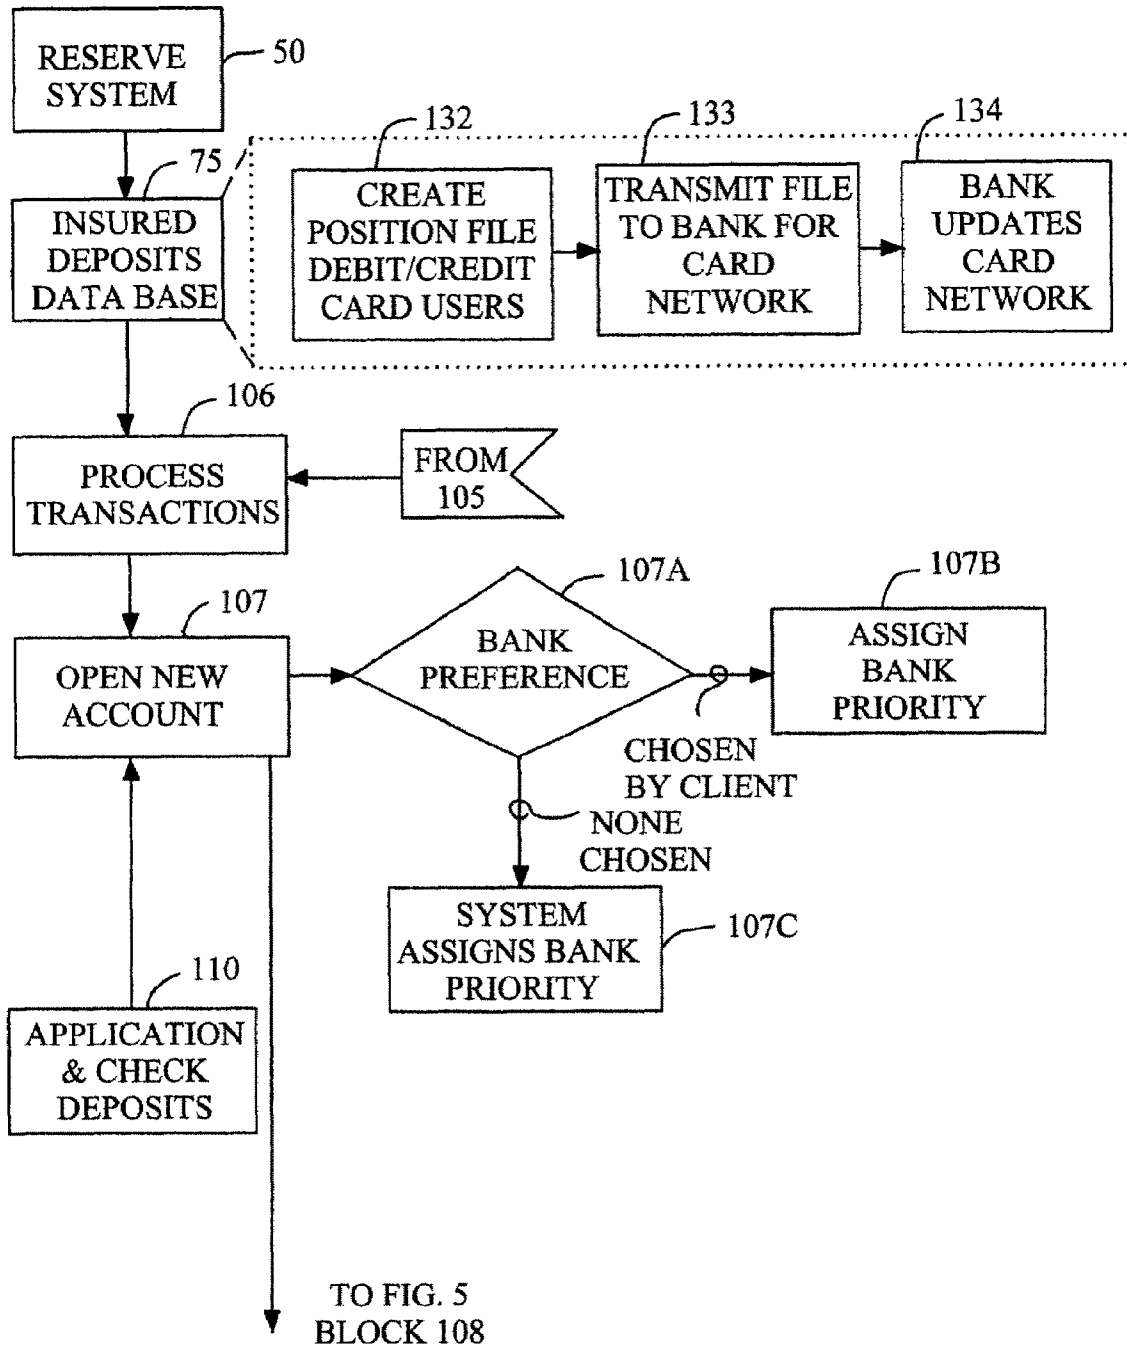 RESERVE
SYSTEM
50
75
INSURED
DEPOSITS
DATA BASE
132
CREATE
POSITION FILE
DEBIT/CREDIT
CARD USERS
133
TRANSMIT FILE
TO BANK FOR
CARD
NETWORK
134
BANK
UPDATES
CARD
NETWORK
106
PROCESS
TRANSACTIONS
FROM
105
107
OPEN NEW
ACCOUNT
107A
BANK
PREFERENCE
107B
ASSIGN
BANK
PRIORITY
CHOSEN
BY CLIENT
NONE
CHOSEN
SYSTEM
ASSIGNS BANK
PRIORITY
107C
110
APPLICATION
& CHECK
DEPOSITS
TO FIG. 5
BLOCK 108